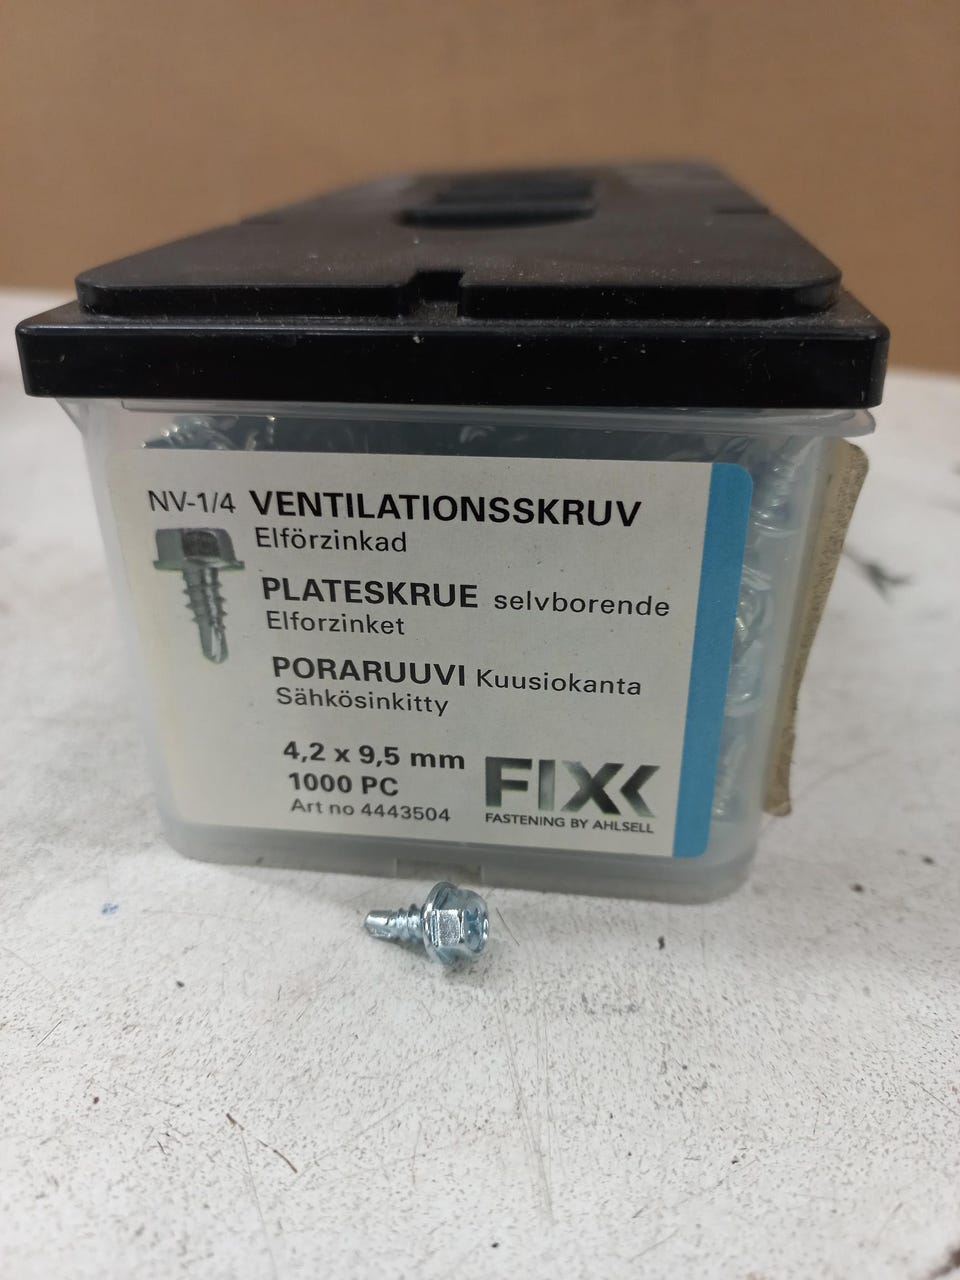 NV-1/4 VENTILATIONSSKRUV
Elförzinkad
PLATESKRUE selvborende
Elforzinket
PORARUUVI Kuusiokanta
Sähkösinkitty
4,2 x 9,5 mm
1000 PC
Art no 4443504
FIXX
FASTENING BY AHLSELL